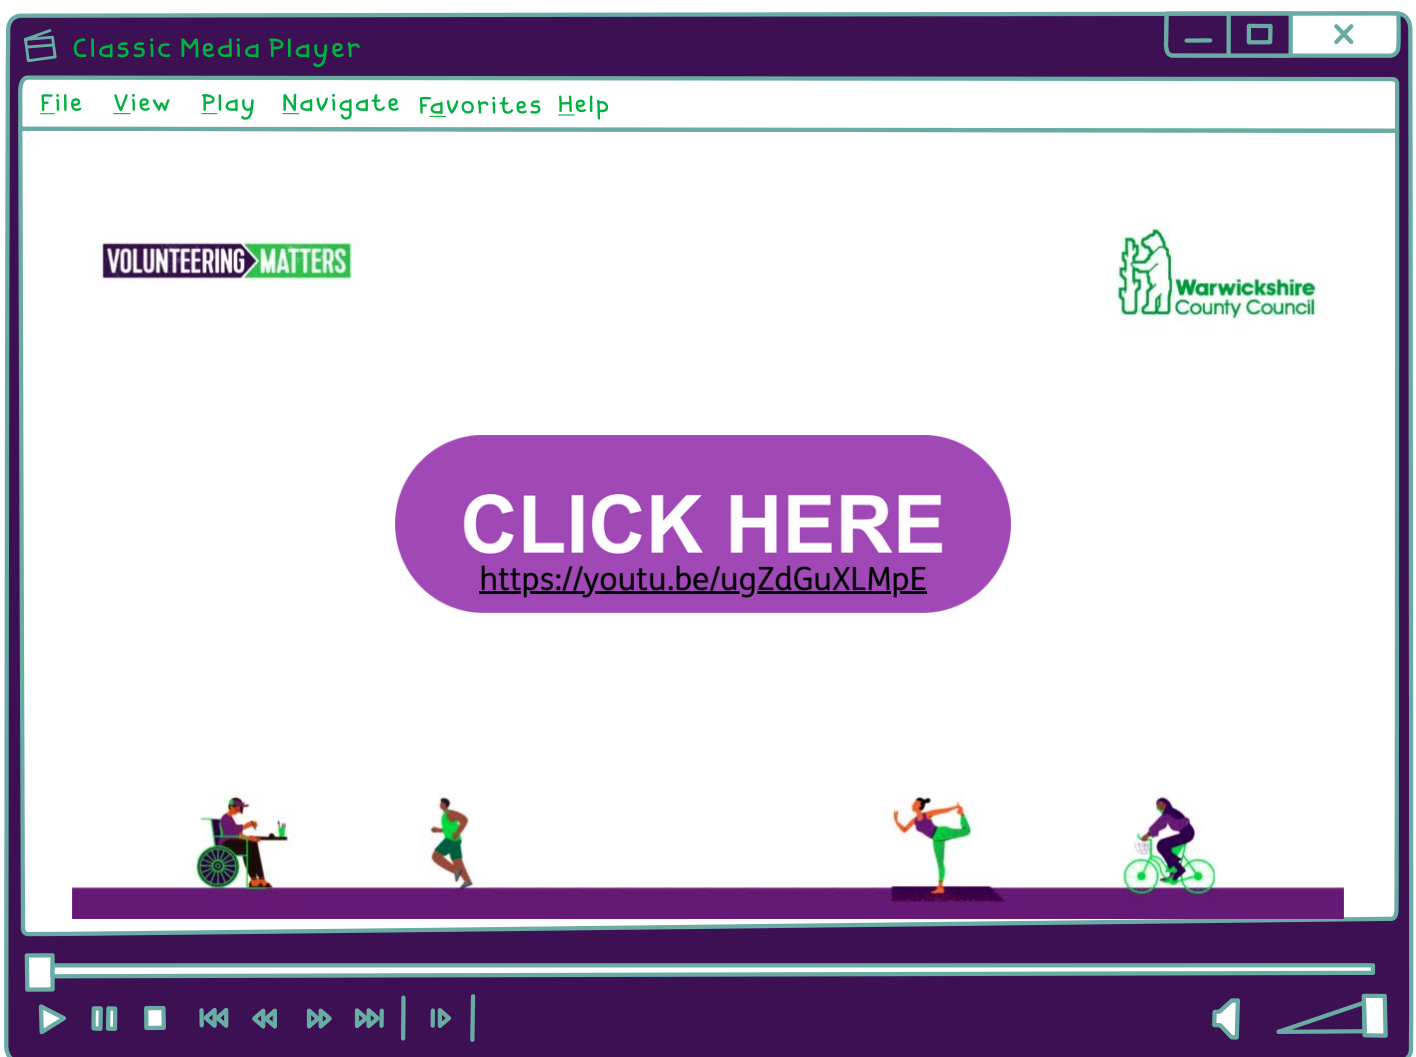 Classic Media Player
File View Play Navigate Favorites Help
VOLUNTEERING MATTERS
Warwickshire
County Council
CLICK HERE
https://youtu.be/ugZdGuXLMpE